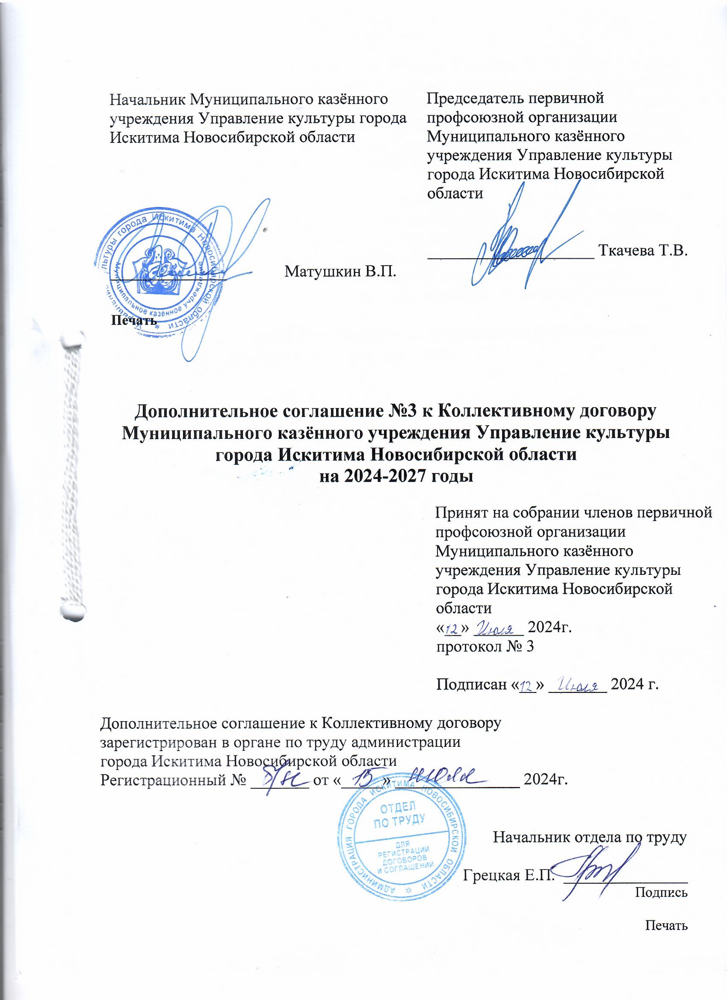 Начальник Муниципального казённого
учреждения Управление культуры города
Искитима Новосибирской области
Матушкин В.П.
Печать
льтуры города Искитима Новосибирской области *
Муниципальное казенное учреждение
Председатель первичной
профсоюзной организации
Муниципального казённого
учреждения Управление культуры
города Искитима Новосибирской
области
Ткачева Т.В.
Дополнительное соглашение №3 к Коллективному договору
Муниципального казённого учреждения Управление культуры
города Искитима Новосибирской области
на 2024-2027 годы
Принят на собрании членов первичной
профсоюзной организации
Муниципального казённого
учреждения Управление культуры
города Искитима Новосибирской
области
«12» Июля 2024г.
протокол № 3
Подписан «12» Июля 2024 г.
Дополнительное соглашение к Коллективному договору
зарегистрирован в органе по труду администрации
города Искитима Новосибирской области
Регистрационный № от «15» июля 2024г.
АДМИНИСТРАЦИЯ ГОРОДА ИСКИТИМА НОВОСИБИРСКОЙ ОБЛАСТИ *
ОТДЕЛ
ПО ТРУДУ
ДЛЯ
РЕГИСТРАЦИИ
ДОГОВОРОВ
И СОГЛАШЕНИЙ
Начальник отдела по труду
Грецкая Е.П.
Подпись
Печать